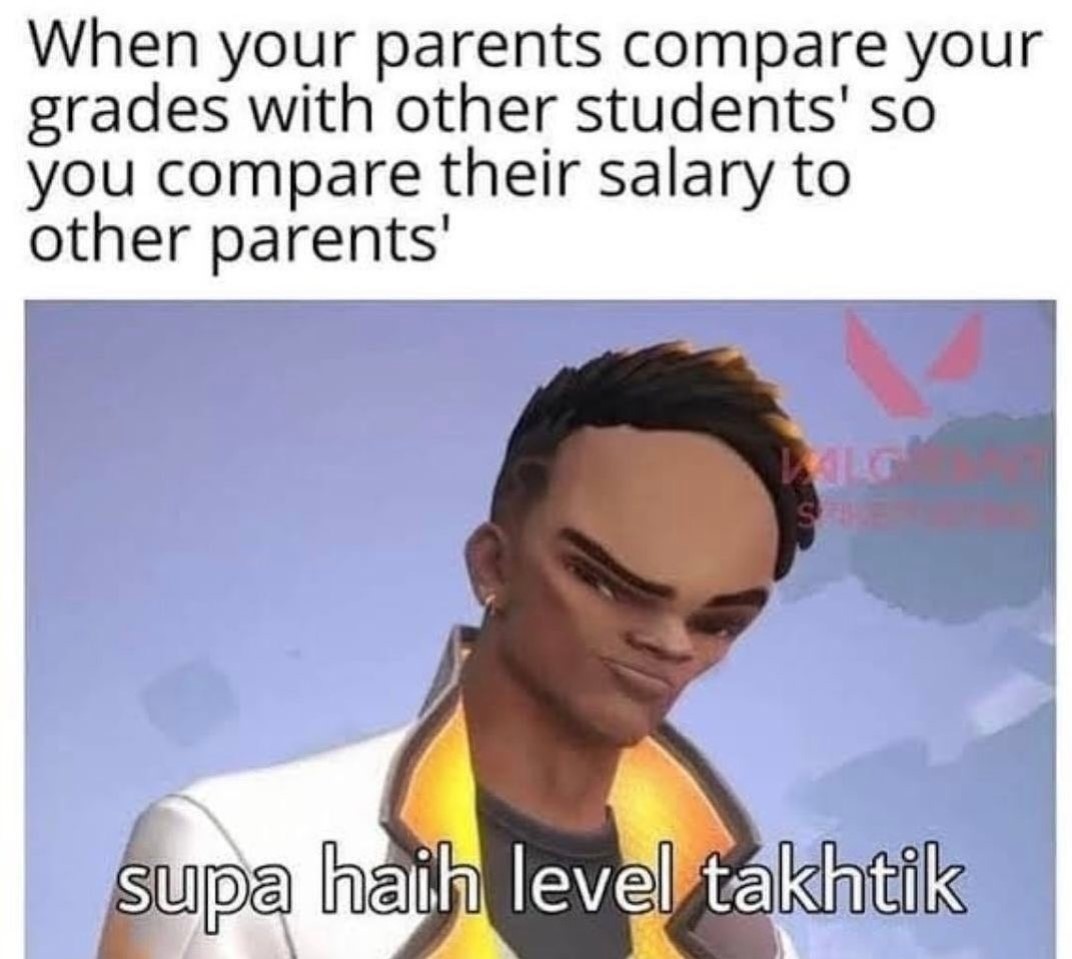 When your parents compare your
grades with other students' so
you compare their salary to
other parents'
supa haih level takhtik